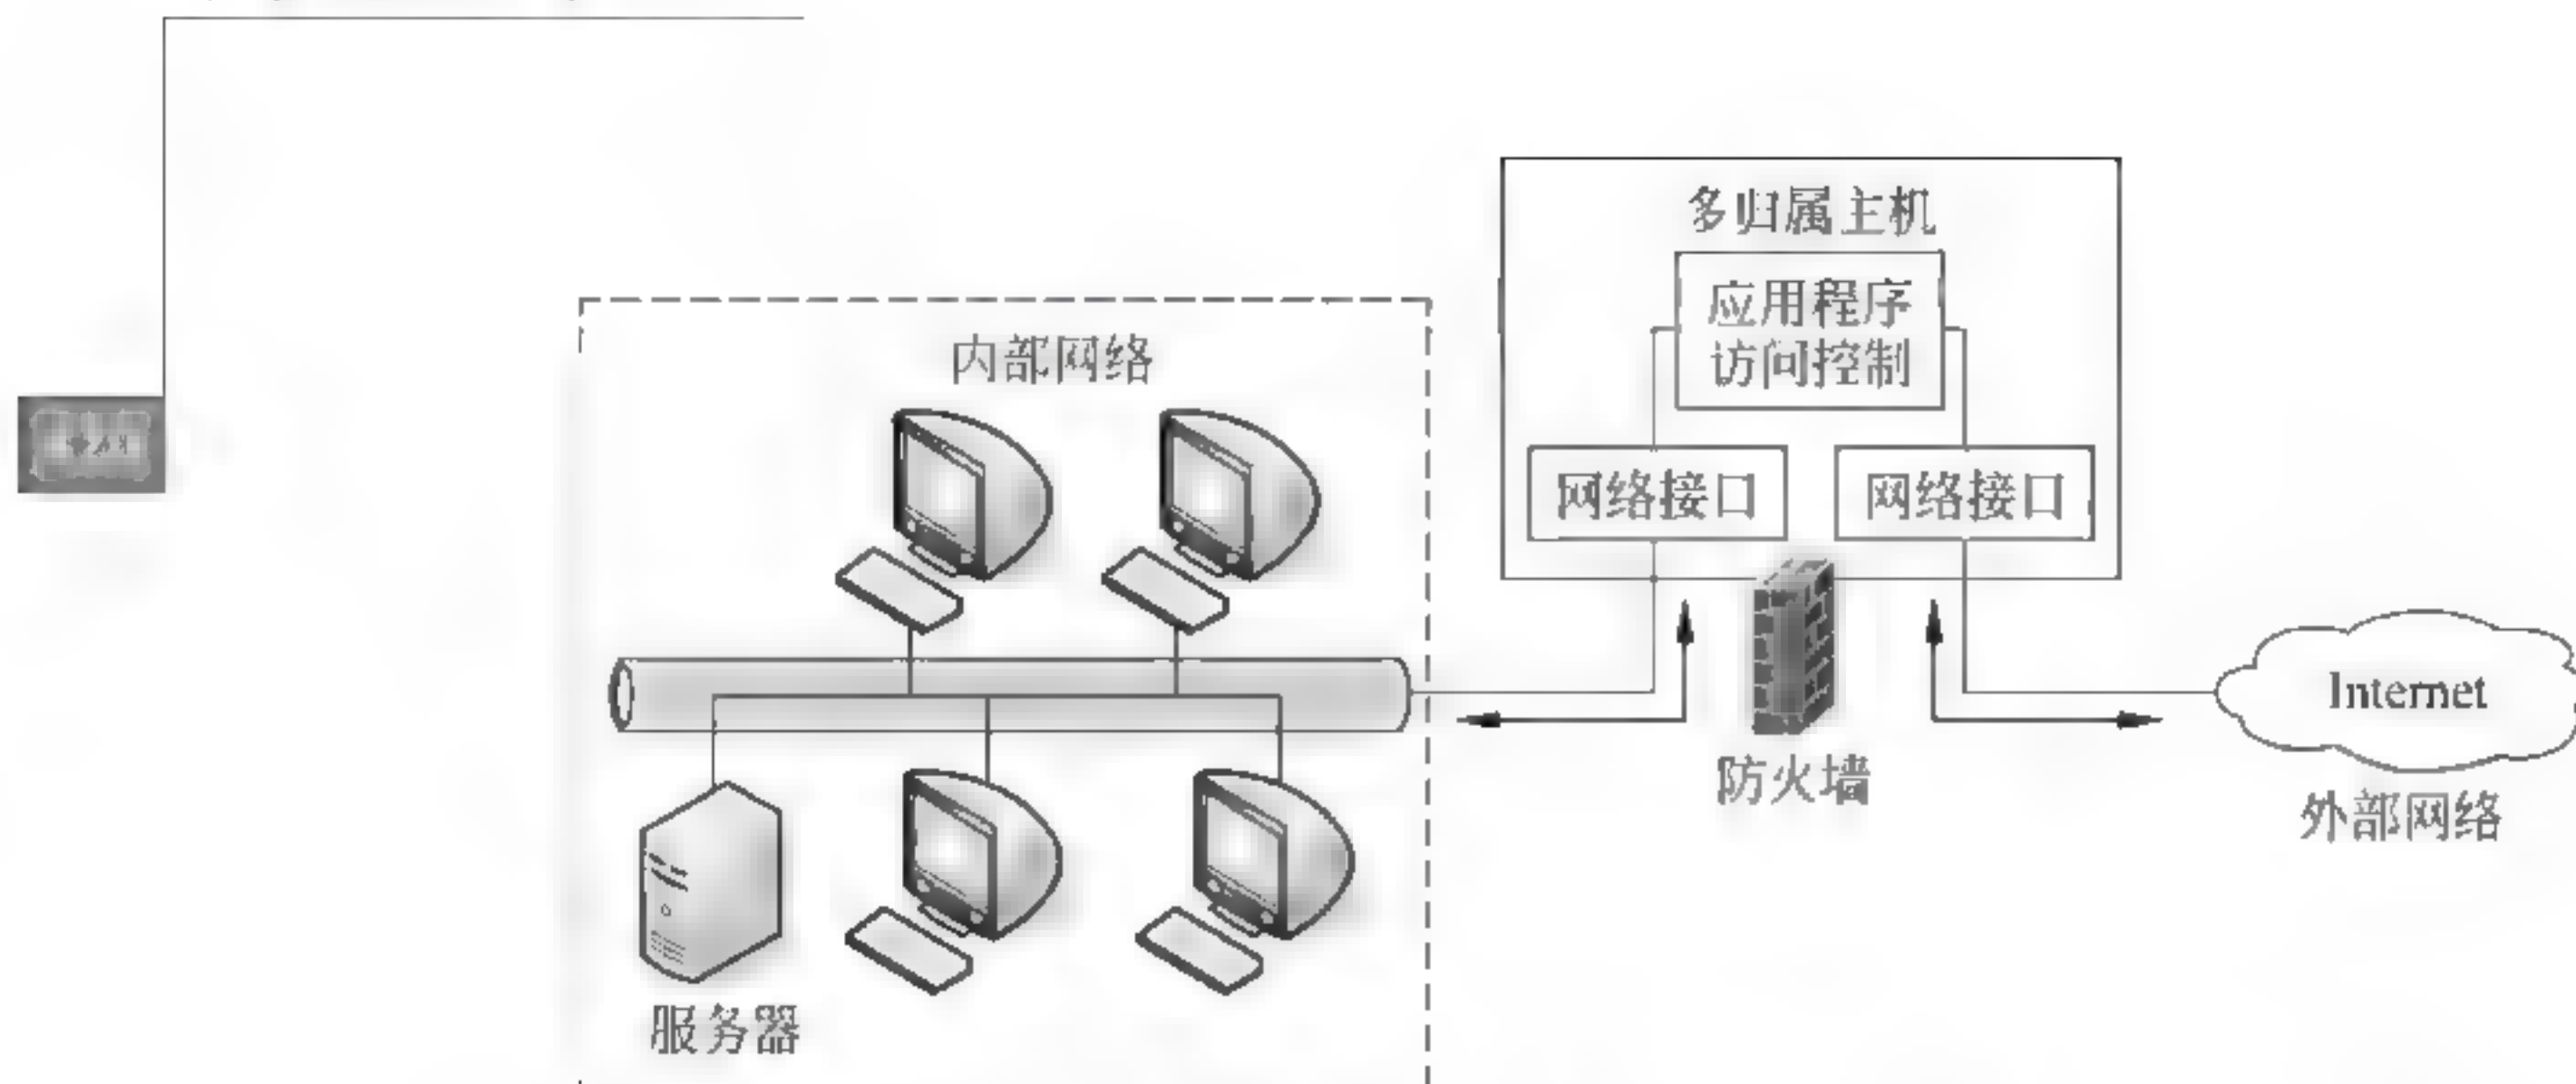 多归属主机
应用程序
访问控制
内部网络
网络接口
网络接口
Internet
防火墙
外部网络
服务器